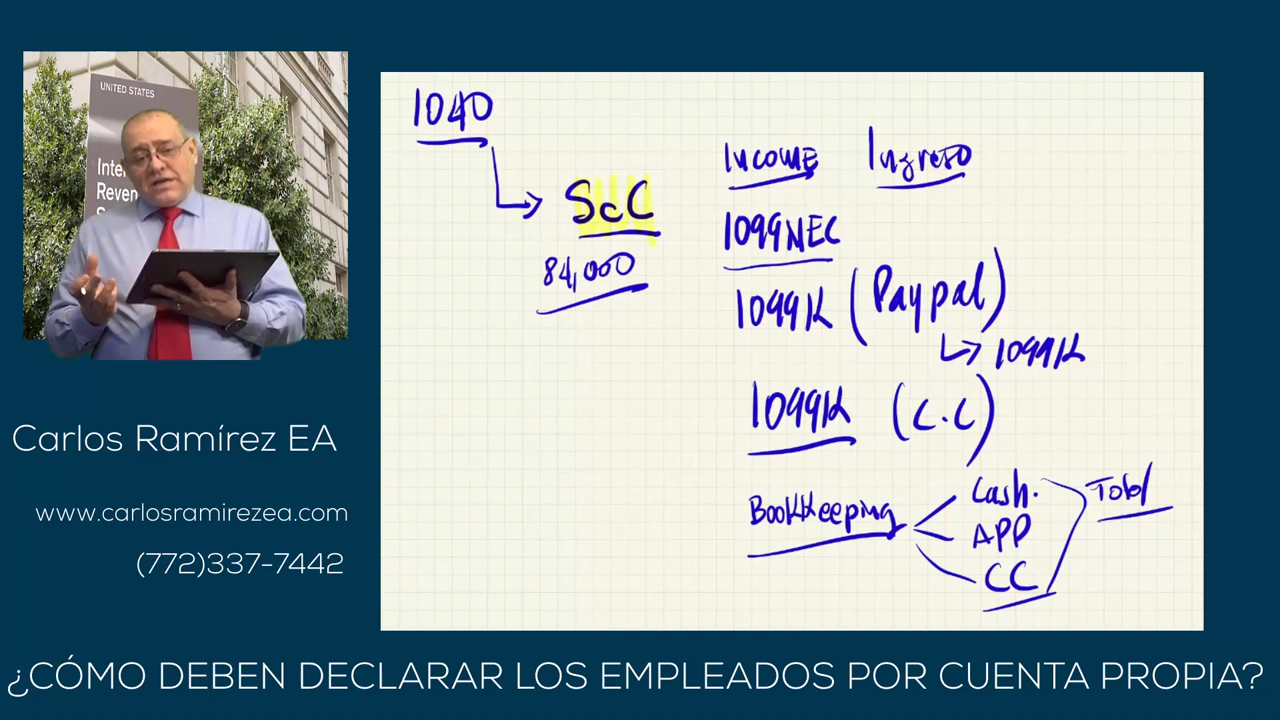 UNITED STATES
Inte
Reven
S
Carlos Ramírez EA
www.carlosramirezea.com
(772)337-7442
1040
ScC
84,000
Income Ingreso
1099NEC
1099K (Paypal)
1099K
1099K (C.C)
Bookkeeping
Cash.
APP
CC
Total
¿CÓMO DEBEN DECLARAR LOS EMPLEADOS POR CUENTA PROPIA?